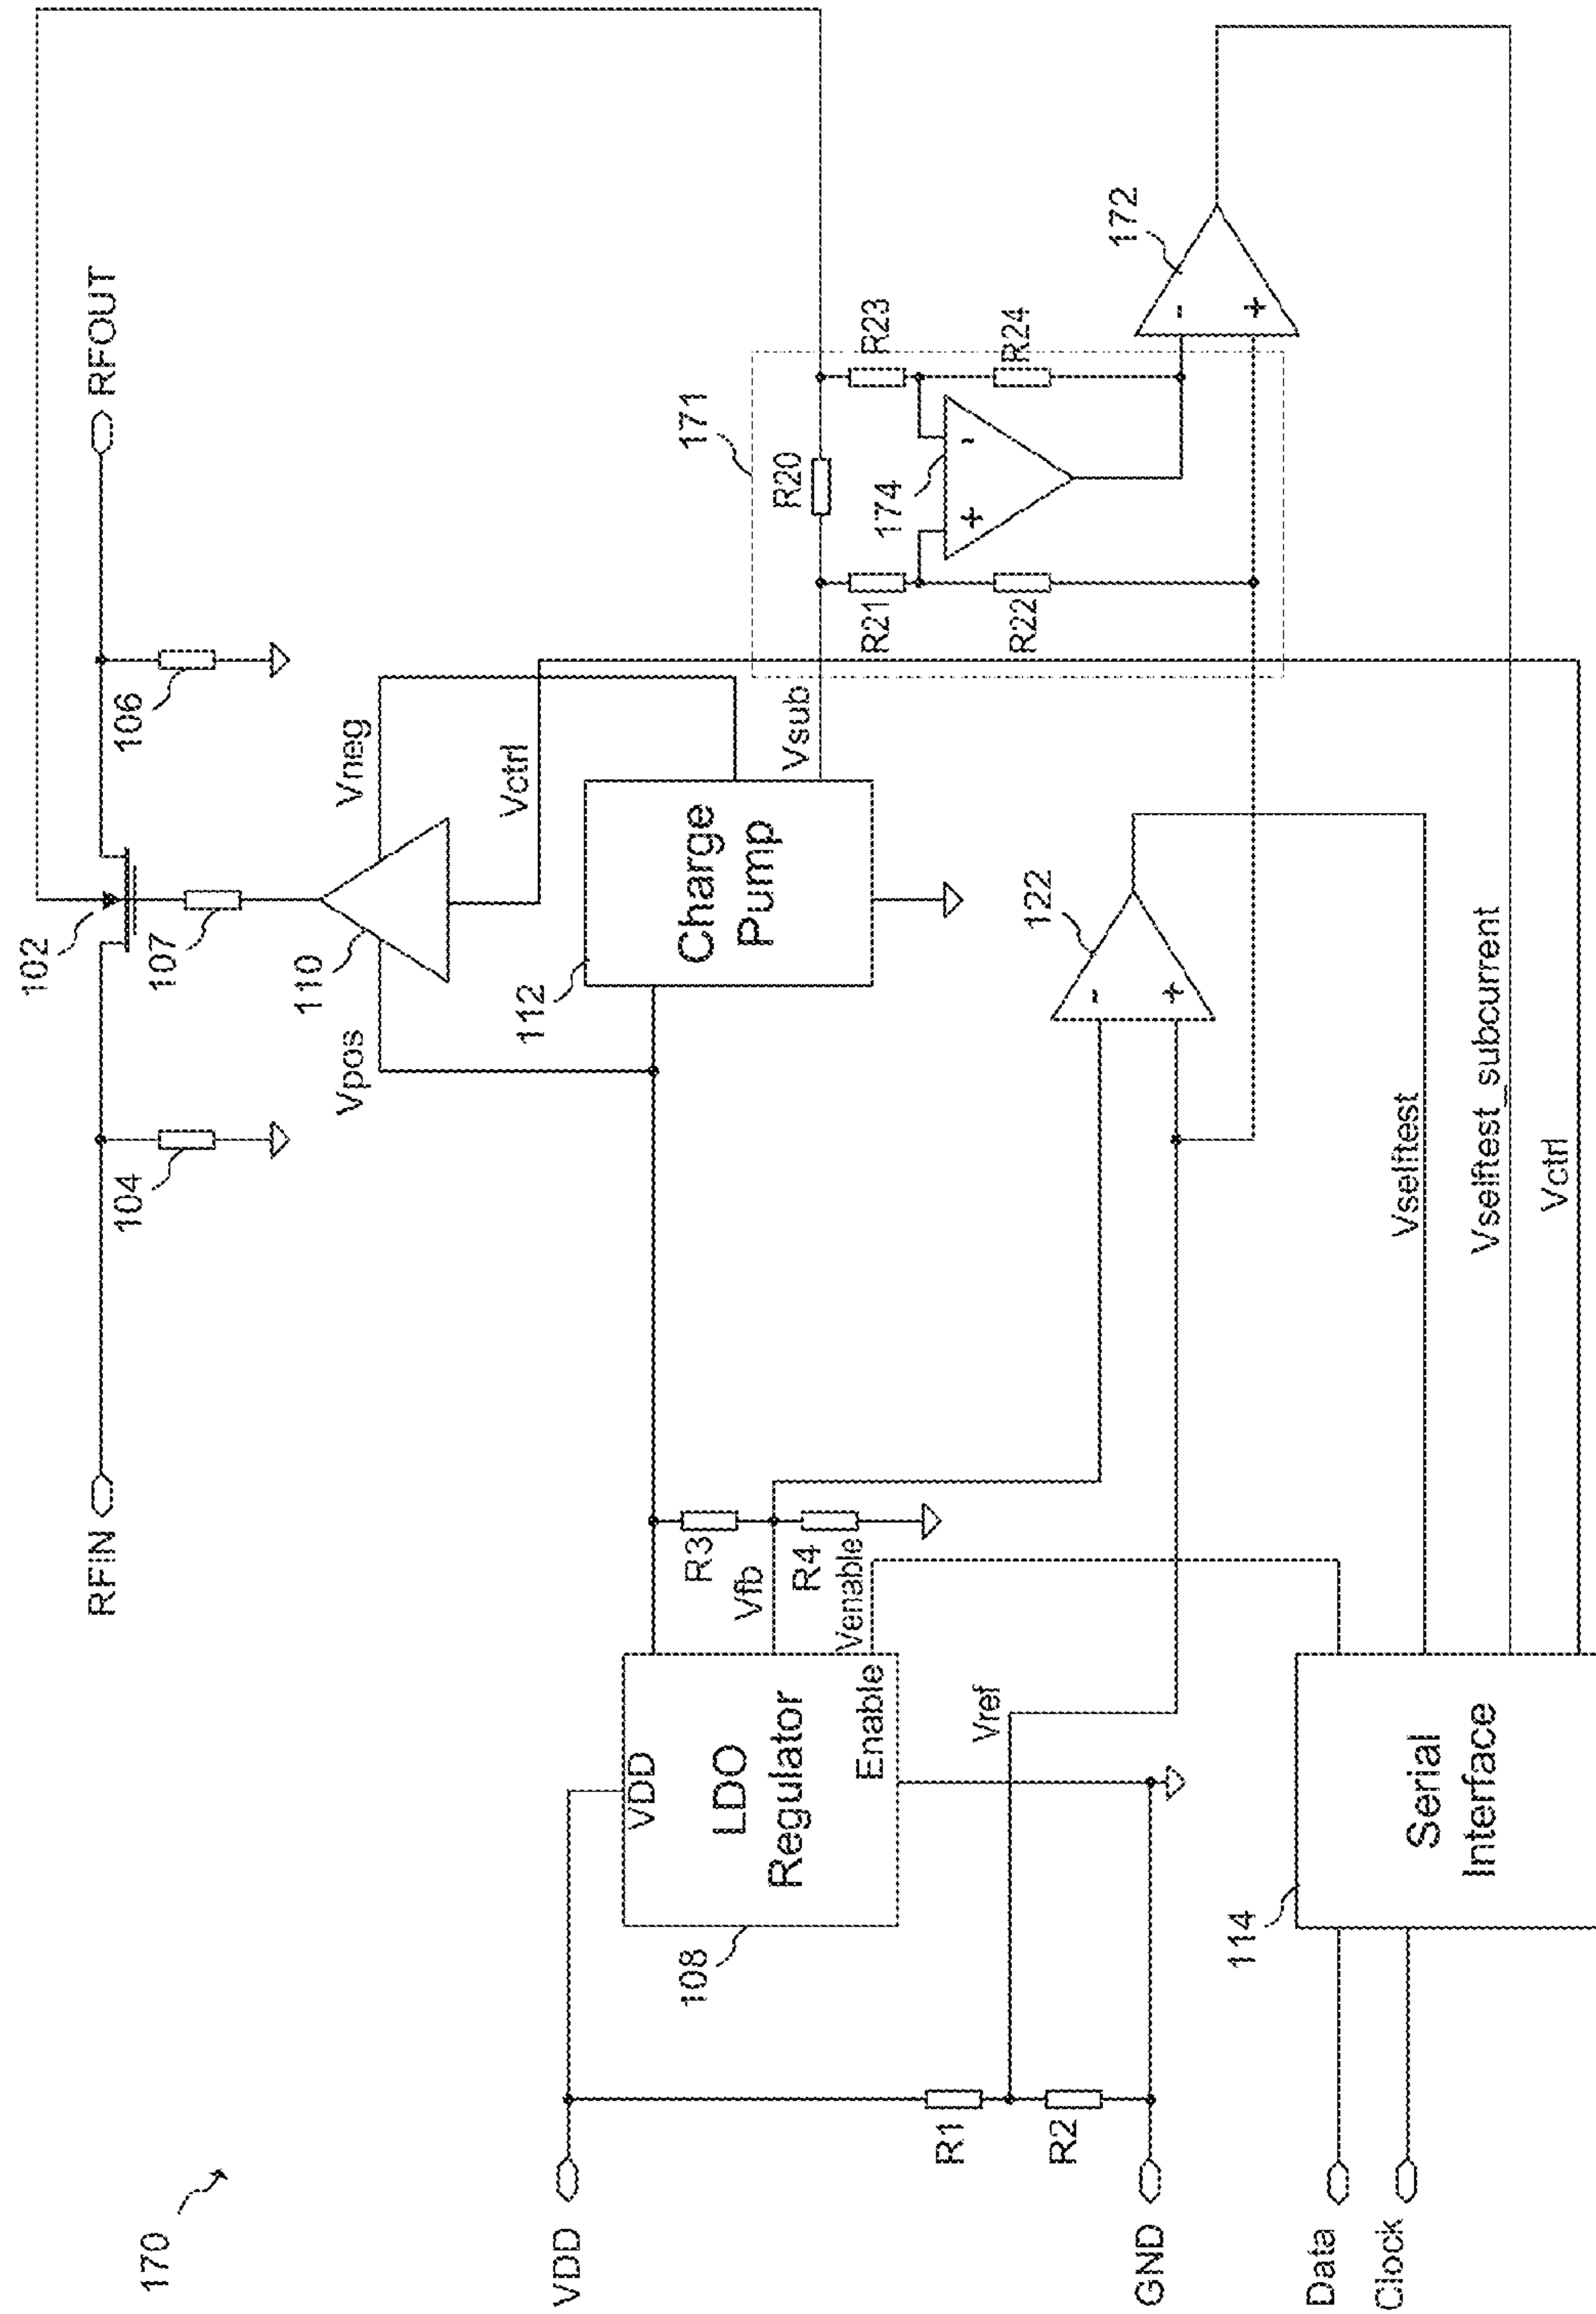 170
RFIN
RFOUT
102
104
106
107
110
Vpos
Vneg
Vctrl
112
Charge
Pump
Vsub
171
R20
R21
R22
R23
R24
174
+
-
172
-
+
VDD
VDD
LDO
Regulator
Enable
108
R3
Vfb
R4
Venable
Vref
122
-
+
R1
R2
GND
Vselftest
Vselftest_subcurrent
Vctrl
114
Serial
Interface
Data
Clock